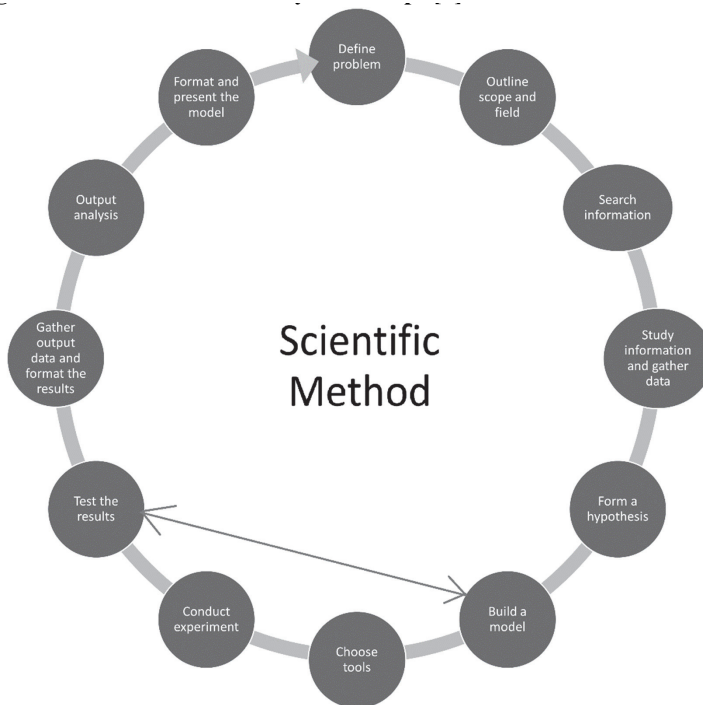 Define
problem
Outline
scope and
field
Search
information
Study
information
and gather
data
Form a
hypothesis
Build a
model
Choose
tools
Conduct
experiment
Test the
results
Gather
output
data and
format the
results
Output
analysis
Format and
present the
model
Scientific
Method